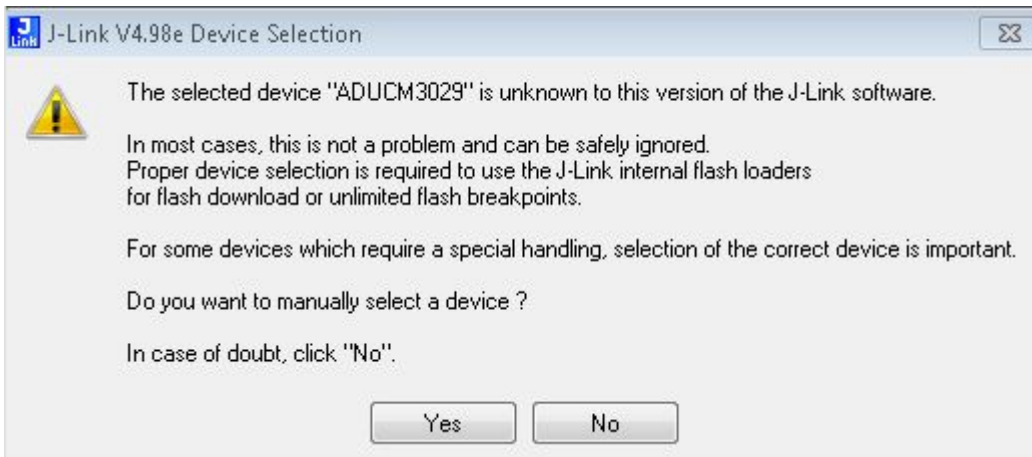 J Link J-Link V4.98e Device Selection
The selected device "ADUCM3029" is unknown to this version of the J-Link software.
In most cases, this is not a problem and can be safely ignored.
Proper device selection is required to use the J-Link internal flash loaders
for flash download or unlimited flash breakpoints.
For some devices which require a special handling, selection of the correct device is important.
Do you want to manually select a device ?
In case of doubt, click "No".
Yes No